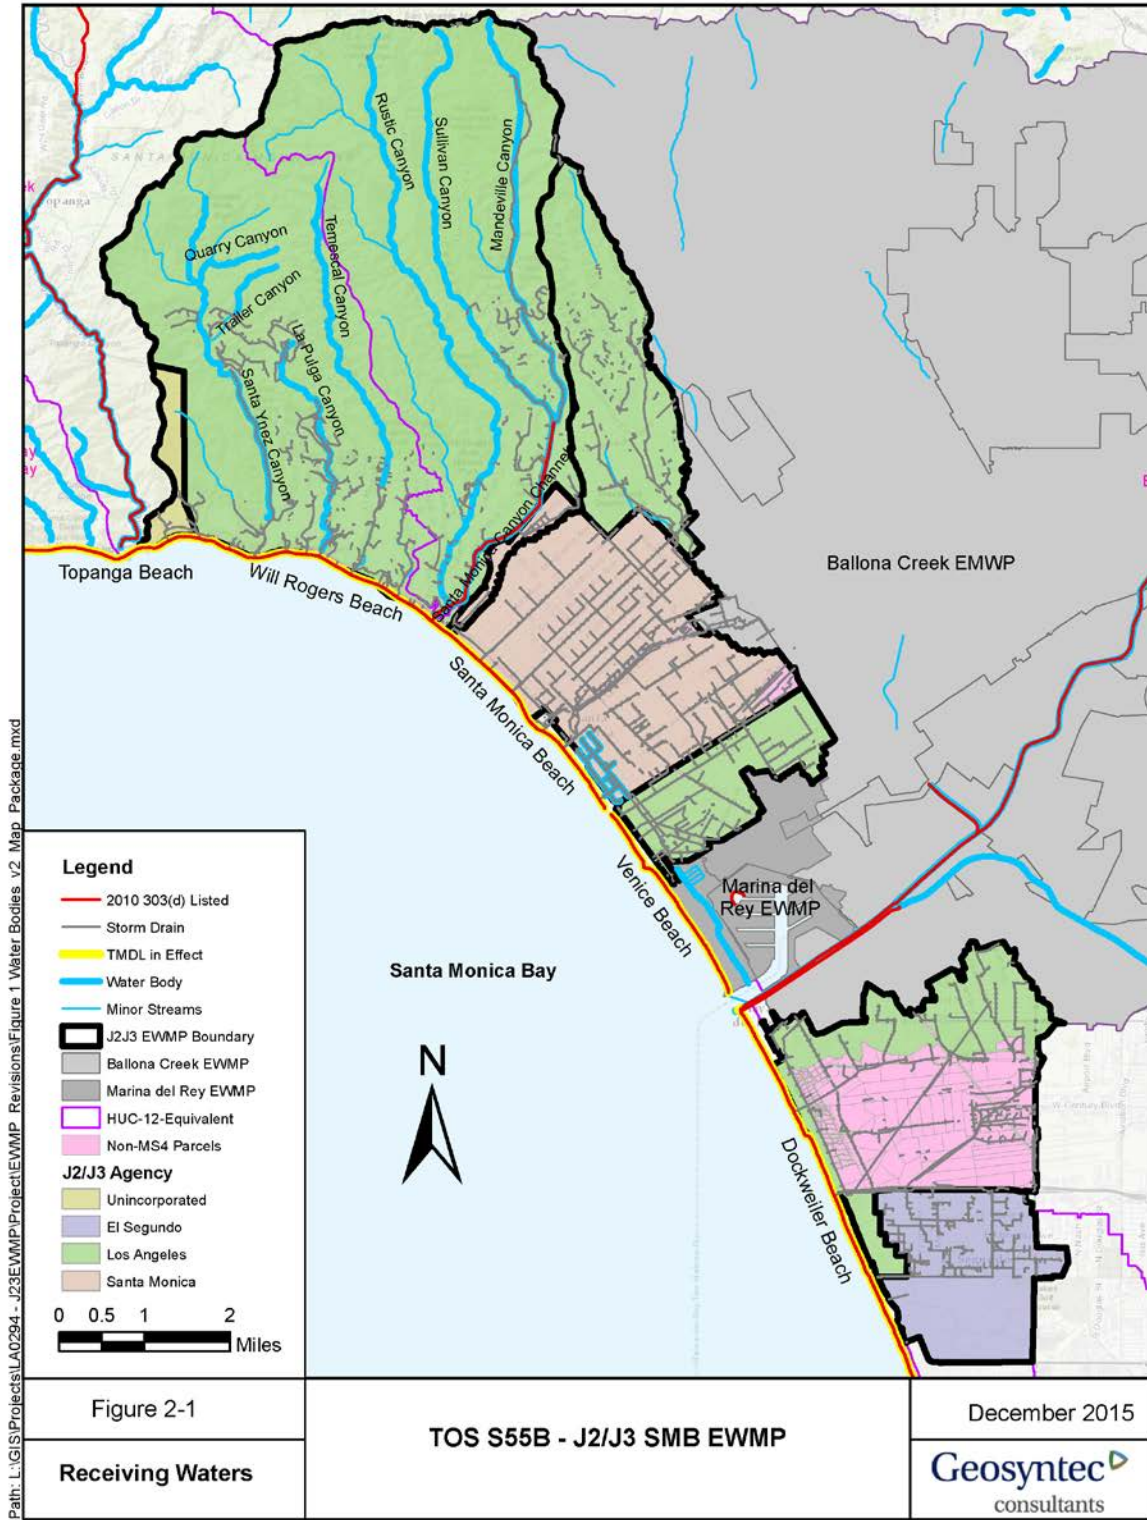 Rustic Canyon
Sullivan Canyon
Mandeville Canyon
Quarry Canyon
Trailer Canyon
Temescal Canyon
La Pulga Canyon
Santa Ynez Canyon
Santa Monica Canyon Channel
opanga
Topanga Beach
Will Rogers Beach
Santa Monica Beach
Venice Beach
Dockweiler Beach
Ballona Creek EMWP
Marina del
Rey EWMP
Santa Monica Bay
N
W Century Blvd
Legend
2010 303(d) Listed
Storm Drain
TMDL in Effect
Water Body
Minor Streams
J2J3 EWMP Boundary
Ballona Creek EWMP
Marina del Rey EWMP
HUC-12-Equivalent
Non-MS4 Parcels
J2/J3 Agency
Unincorporated
El Segundo
Los Angeles
Santa Monica
0 0.5 1 2
Miles
Path: L:\GIS\Projects\LA0294 - J23EWMP\Project\EWMP_Revisions\Figure 1 Water Bodies_v2_Map_Package.mxd
Figure 2-1
Receiving Waters
TOS S55B - J2/J3 SMB EWMP
December 2015
Geosyntec
consultants